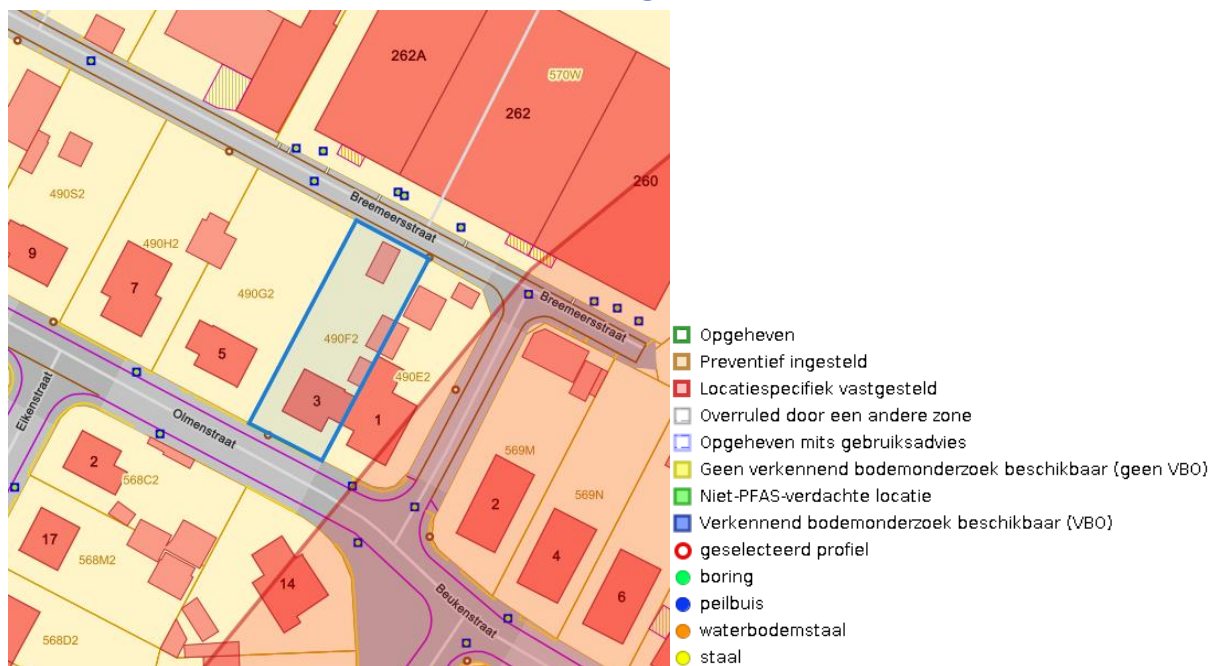 262A
570W
262
260
490S2
Breemeersstraat
9
490H2
7
490G2
Breemeersstraat
5
490F2
490E2
3
1
Eikenstraat
Olmenstraat
2
568C2
569M
569N
2
17
568M2
4
14
Beukenstraat
6
568D2
Opgeheven
Preventief ingesteld
Locatiespecifiek vastgesteld
Overruled door een andere zone
Opgeheven mits gebruiksadvies
Geen verkennend bodemonderzoek beschikbaar (geen VBO)
Niet-PFAS-verdachte locatie
Verkennend bodemonderzoek beschikbaar (VBO)
geselecteerd profiel
boring
peilbuis
waterbodemstaal
staal